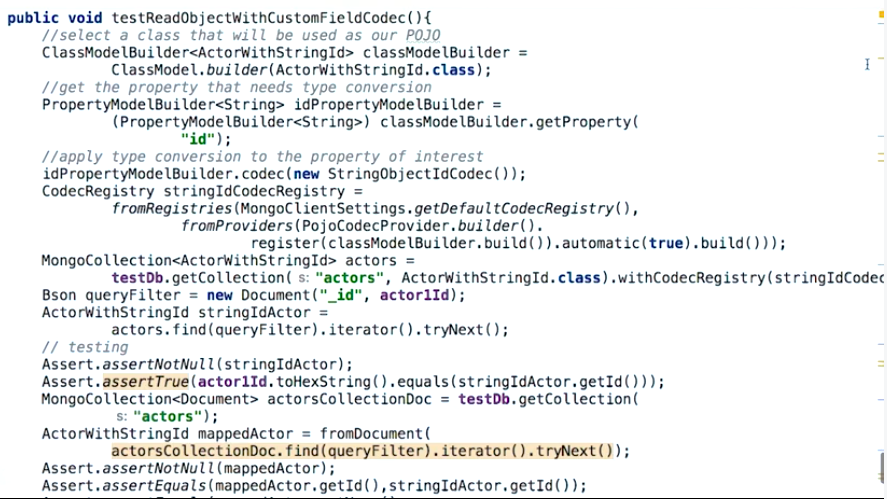 public void testReadObjectWithCustomFieldCodec(){
//select a class that will be used as our POJO
ClassModelBuilder<ActorWithStringId> classModelBuilder =
ClassModel.builder(ActorWithStringId.class);
//get the property that needs type conversion
PropertyModelBuilder<String> idPropertyModelBuilder =
(PropertyModelBuilder<String>) classModelBuilder.getProperty(
"id");
//apply type conversion to the property of interest
idPropertyModelBuilder.codec(new StringObjectIdCodec());
CodecRegistry stringIdCodecRegistry =
fromRegistries(MongoClientSettings.getDefaultCodecRegistry(),
fromProviders(PojoCodecProvider.builder().
register(classModelBuilder.build()).automatic(true).build()));
MongoCollection<ActorWithStringId> actors =
testDb.getCollection( s: "actors", ActorWithStringId.class).withCodecRegistry(stringIdCodec
Bson queryFilter = new Document("_id", actor1Id);
ActorWithStringId stringIdActor =
actors.find(queryFilter).iterator().tryNext();
// testing
Assert.assertNotNull(stringIdActor);
Assert.assertTrue(actor1Id.toHexString().equals(stringIdActor.getId()));
MongoCollection<Document> actorsCollectionDoc = testDb.getCollection(
s: "actors");
ActorWithStringId mappedActor = fromDocument(
actorsCollectionDoc.find(queryFilter).iterator().tryNext());
Assert.assertNotNull(mappedActor);
Assert.assertEquals(mappedActor.getId(),stringIdActor.getId());